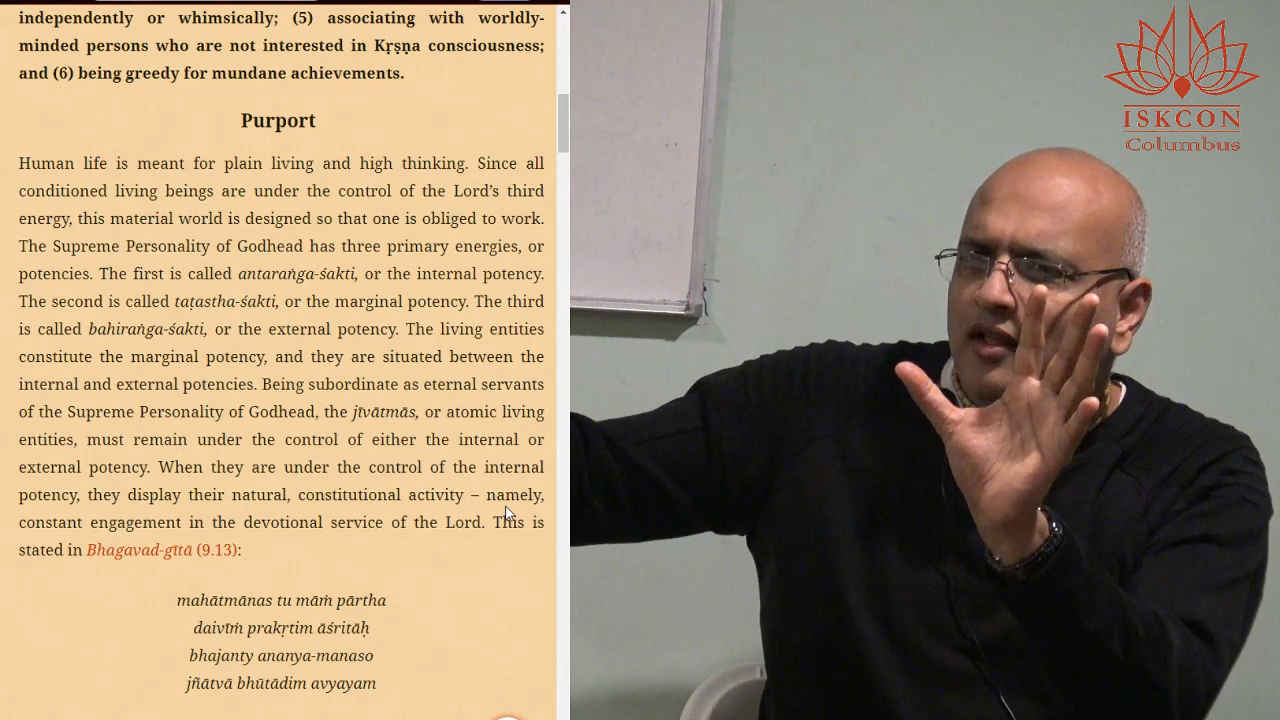 independently or whimsically; (5) associating with worldly-
minded persons who are not interested in Kṛṣṇa consciousness;
and (6) being greedy for mundane achievements.
Purport
Human life is meant for plain living and high thinking. Since all
conditioned living beings are under the control of the Lord’s third
energy, this material world is designed so that one is obliged to work.
The Supreme Personality of Godhead has three primary energies, or
potencies. The first is called antaraṅga-śakti, or the internal potency.
The second is called taṭastha-śakti, or the marginal potency. The third
is called bahiraṅga-śakti, or the external potency. The living entities
constitute the marginal potency, and they are situated between the
internal and external potencies. Being subordinate as eternal servants
of the Supreme Personality of Godhead, the jīvātmās, or atomic living
entities, must remain under the control of either the internal or
external potency. When they are under the control of the internal
potency, they display their natural, constitutional activity – namely,
constant engagement in the devotional service of the Lord. This is
stated in Bhagavad-gītā (9.13):
mahātmānas tu māṁ pārtha
daivīṁ prakṛtim āśritāḥ
bhajanty ananya-manaso
jñātvā bhūtādim avyayam
ISKCON
Columbus